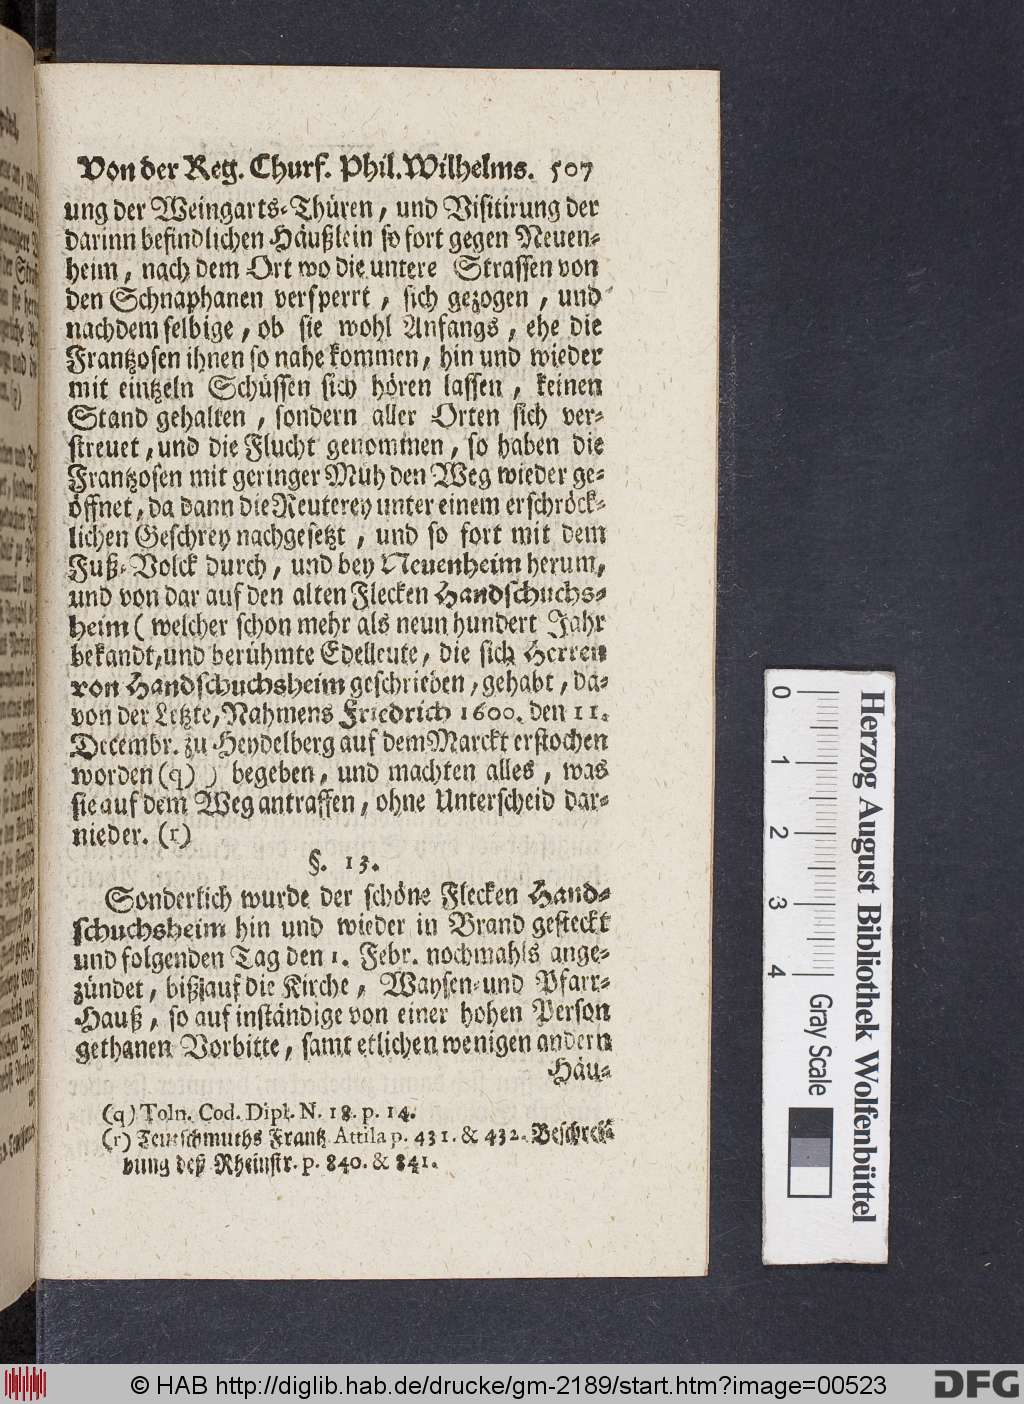 Von der Reg. Churf. Phil. Wilhelms. 507
ung der Weingarts-Thüren, und Visitirung der
darinn befindlichen Häußlein so fort gegen Neuen-
heim, nach dem Ort wo die untere Strassen von
den Schnaphanen versperrt, sich gezogen, und
nachdem selbige, ob sie wohl Anfangs, ehe die
Frantzosen ihnen so nahe kommen, hin und wieder
mit eintzeln Schüssen sich hören lassen, keinen
Stand gehalten, sondern aller Orten sich ver-
streuet, und die Flucht genommen, so haben die
Frantzosen mit geringer Müh den Weg wieder ge-
öffnet, da dann die Reuterey unter einem erschröck-
lichen Geschrey nachgesetzt, und so fort mit dem
Fuß-Volck durch, und bey Neuenheim herum,
und von dar auf den alten Flecken Handschuchs-
heim (welcher schon mehr als neun hundert Jahr
bekandt, und berühmte Edelleute, die sich Herren
von Handschuchsheim geschrieben, gehabt, da-
von der Letzte, Nahmens Friedrich 1600. den 11.
Decembr. zu Heydelberg auf dem Marckt erstochen
worden (q) ) begeben, und machten alles, was
sie auf dem Weg antraffen, ohne Unterscheid dar-
nieder. (r)
§. 13.
Sonderlich wurde der schöne Flecken Hand-
schuchsheim hin und wieder in Brand gesteckt
und folgenden Tag den 1. Febr. nochmahls ange-
zündet, biß auf die Kirche, Waysen- und Pfarr-
Hauß, so auf inständige von einer hohen Person
gethanen Vorbitte, samt etlichen wenigen andern
Häu-
(q) Toln. Cod. Dipl. N. 18. p. 14.
(r) Teutschmuths Frantz Attila p. 431. & 432. Beschrei-
bung deß Rheinstr. p. 840. & 841.
0 1 2 3 4 Gray Scale
Herzog August Bibliothek Wolfenbüttel
© HAB http://diglib.hab.de/drucke/gm-2189/start.htm?image=00523
DFG